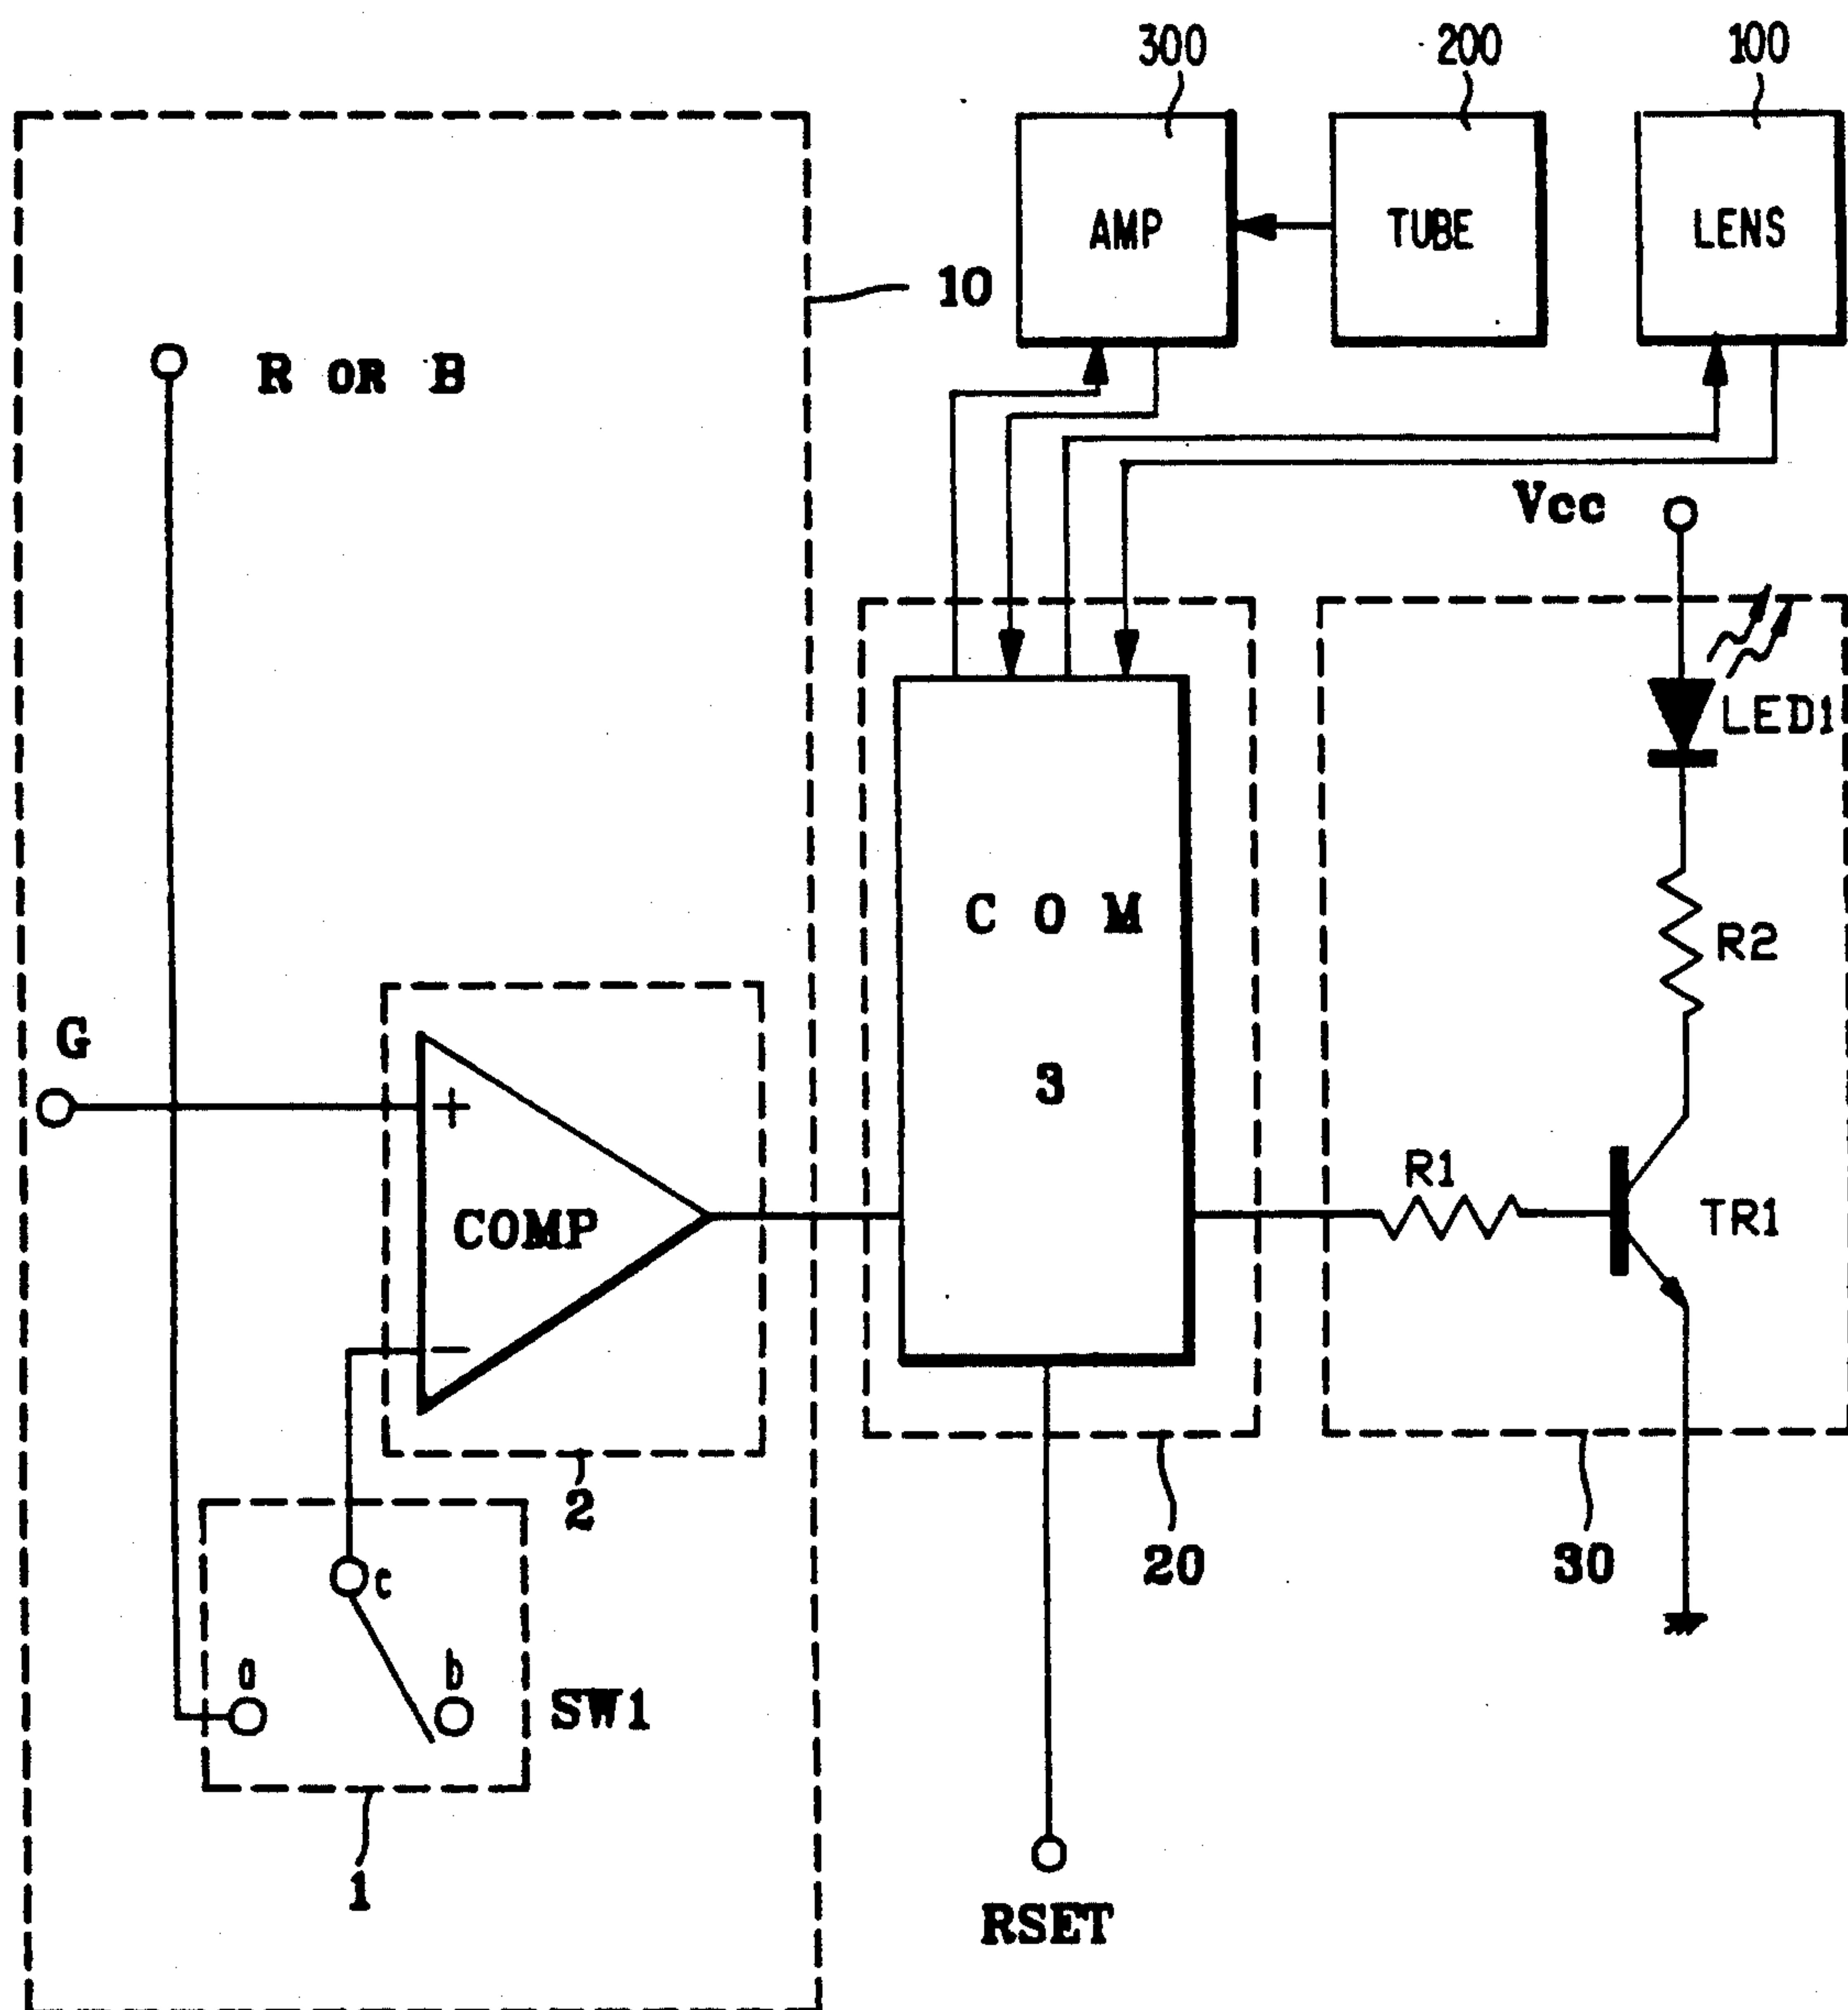 300
200
100
AMP
TUBE
LENS
10
R OR B
Vcc
LED1
C O M
R2
G
3
+
R1
COMP
TR1
−
2
c
20
30
a
b
SW1
1
RSET